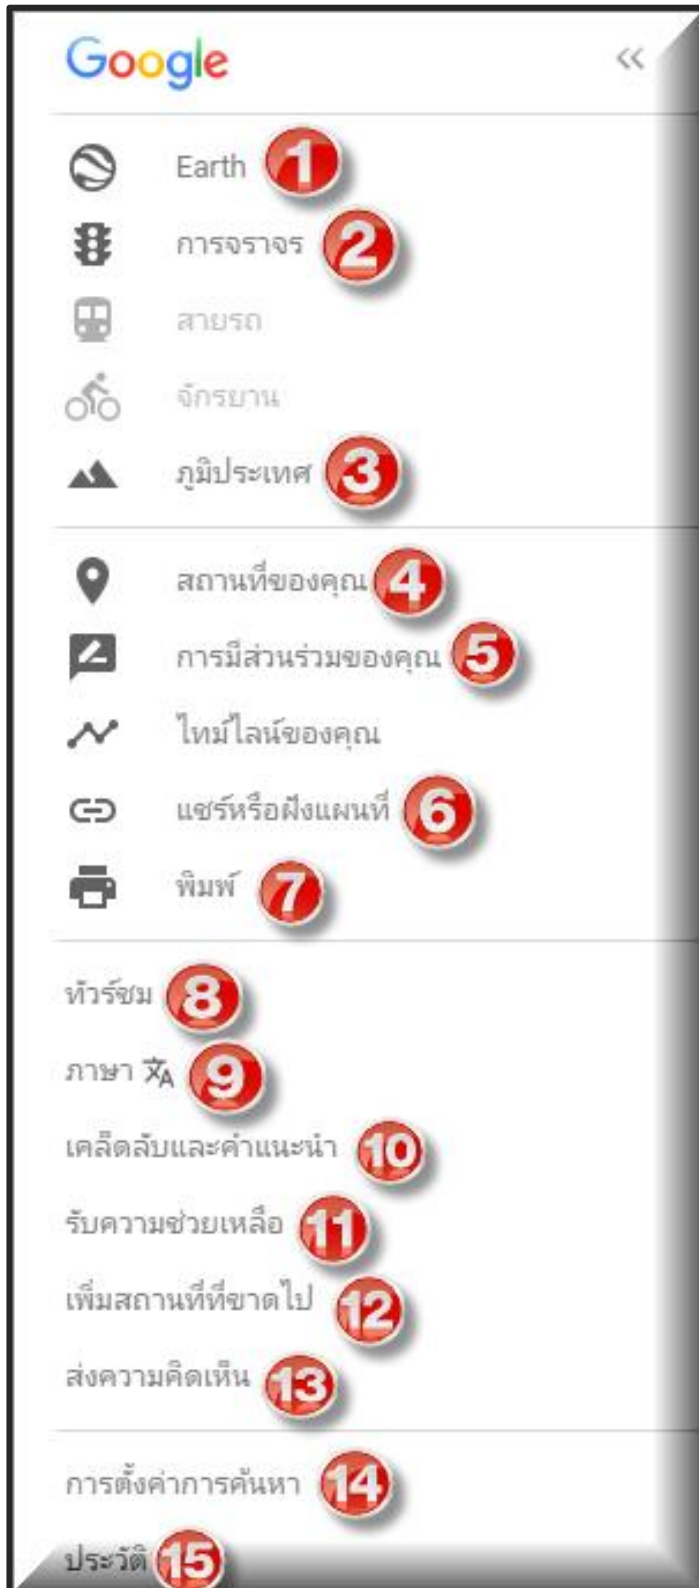 Google «
Earth 1
การจราจร 2
สายรถ
จักรยาน
ภูมิประเทศ 3
สถานที่ของคุณ 4
การมีส่วนร่วมของคุณ 5
ไทม์ไลน์ของคุณ
แชร์หรือฝังแผนที่ 6
พิมพ์ 7
ทัวร์ชม 8
ภาษา 文A 9
เคล็ดลับและคำแนะนำ 10
รับความช่วยเหลือ 11
เพิ่มสถานที่ที่ขาดไป 12
ส่งความคิดเห็น 13
การตั้งค่าการค้นหา 14
ประวัติ 15